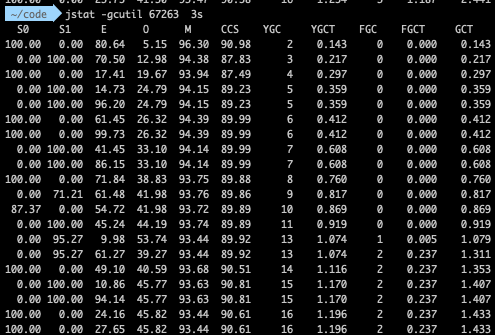 ~/code jstat -gcutil 67263 3s
S0 S1 E O M CCS YGC YGCT FGC FGCT GCT
100.00 0.00 80.64 5.15 96.30 90.98 2 0.143 0 0.000 0.143
0.00 100.00 70.50 12.98 94.38 87.83 3 0.217 0 0.000 0.217
100.00 0.00 17.41 19.67 93.94 87.49 4 0.297 0 0.000 0.297
0.00 100.00 14.73 24.79 94.15 89.23 5 0.359 0 0.000 0.359
0.00 100.00 96.20 24.79 94.15 89.23 5 0.359 0 0.000 0.359
100.00 0.00 61.45 26.32 94.39 89.99 6 0.412 0 0.000 0.412
100.00 0.00 99.73 26.32 94.39 89.99 6 0.412 0 0.000 0.412
0.00 100.00 41.45 33.10 94.14 89.99 7 0.608 0 0.000 0.608
0.00 100.00 86.15 33.10 94.14 89.99 7 0.608 0 0.000 0.608
100.00 0.00 71.84 38.83 93.75 89.88 8 0.760 0 0.000 0.760
0.00 71.21 61.48 41.98 93.76 89.86 9 0.817 0 0.000 0.817
87.37 0.00 54.72 41.98 93.72 89.89 10 0.869 0 0.000 0.869
0.00 100.00 45.24 44.19 93.74 89.89 11 0.919 0 0.000 0.919
0.00 95.27 9.98 53.74 93.44 89.92 13 1.074 1 0.005 1.079
0.00 95.27 61.27 39.27 93.44 89.92 13 1.074 2 0.237 1.311
100.00 0.00 49.10 40.59 93.68 90.51 14 1.116 2 0.237 1.353
0.00 100.00 10.86 45.77 93.63 90.81 15 1.170 2 0.237 1.407
0.00 100.00 94.14 45.77 93.63 90.81 15 1.170 2 0.237 1.407
100.00 0.00 24.16 45.82 93.44 90.61 16 1.196 2 0.237 1.433
100.00 0.00 27.65 45.82 93.44 90.61 16 1.196 2 0.237 1.433